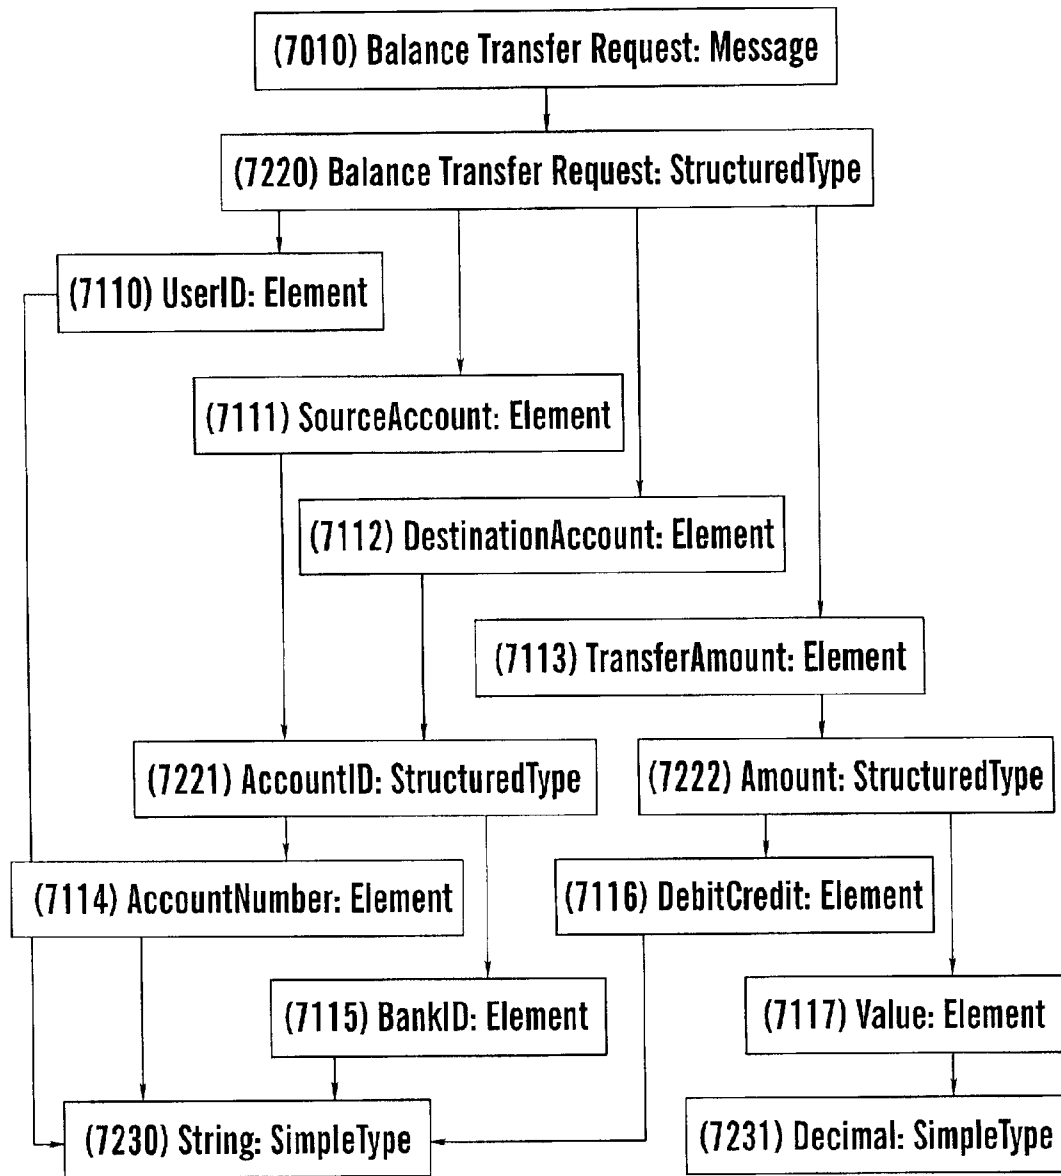 (7010) Balance Transfer Request: Message
(7220) Balance Transfer Request: StructuredType
(7110) UserID: Element
(7111) SourceAccount: Element
(7112) DestinationAccount: Element
(7113) TransferAmount: Element
(7221) AccountID: StructuredType
(7222) Amount: StructuredType
(7114) AccountNumber: Element
(7116) DebitCredit: Element
(7115) BankID: Element
(7117) Value: Element
(7230) String: SimpleType
(7231) Decimal: SimpleType